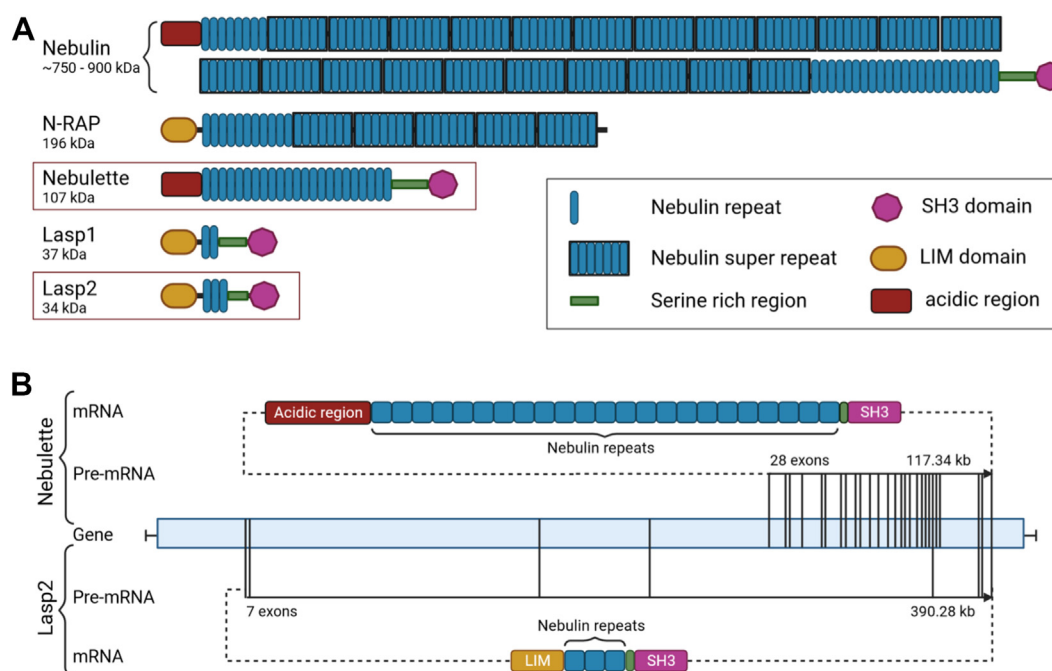 A
Nebulin
~750 - 900 kDa
N-RAP
196 kDa
Nebulette
107 kDa
Lasp1
37 kDa
Lasp2
34 kDa
Nebulin repeat
SH3 domain
Nebulin super repeat
LIM domain
Serine rich region
acidic region
B
Nebulette
mRNA
Acidic region
SH3
Nebulin repeats
Pre-mRNA
28 exons
117.34 kb
Gene
Lasp2
Pre-mRNA
7 exons
390.28 kb
Nebulin repeats
mRNA
LIM
SH3